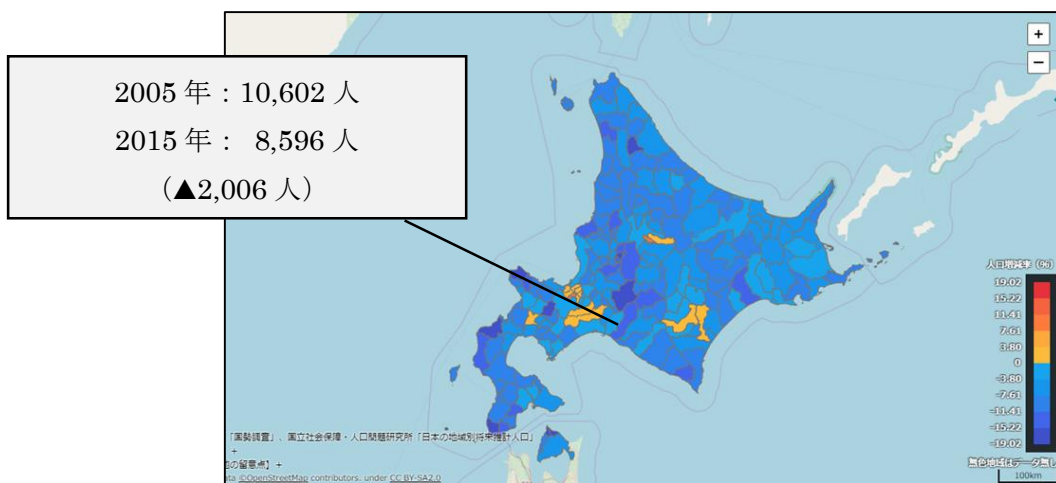 2005 年：10,602 人
2015 年： 8,596 人
（▲2,006 人）
+
−
人口増減率（%）
19.02
15.22
11.41
7.61
3.80
0
-3.80
-7.61
-11.41
-15.22
-19.02
無色地域はデータ無し
100km
「国勢調査」、国立社会保障・人口問題研究所「日本の地域別将来推計人口」
+
の留意点】+
ta ©OpenStreetMap contributors. under CC BY-SA2.0